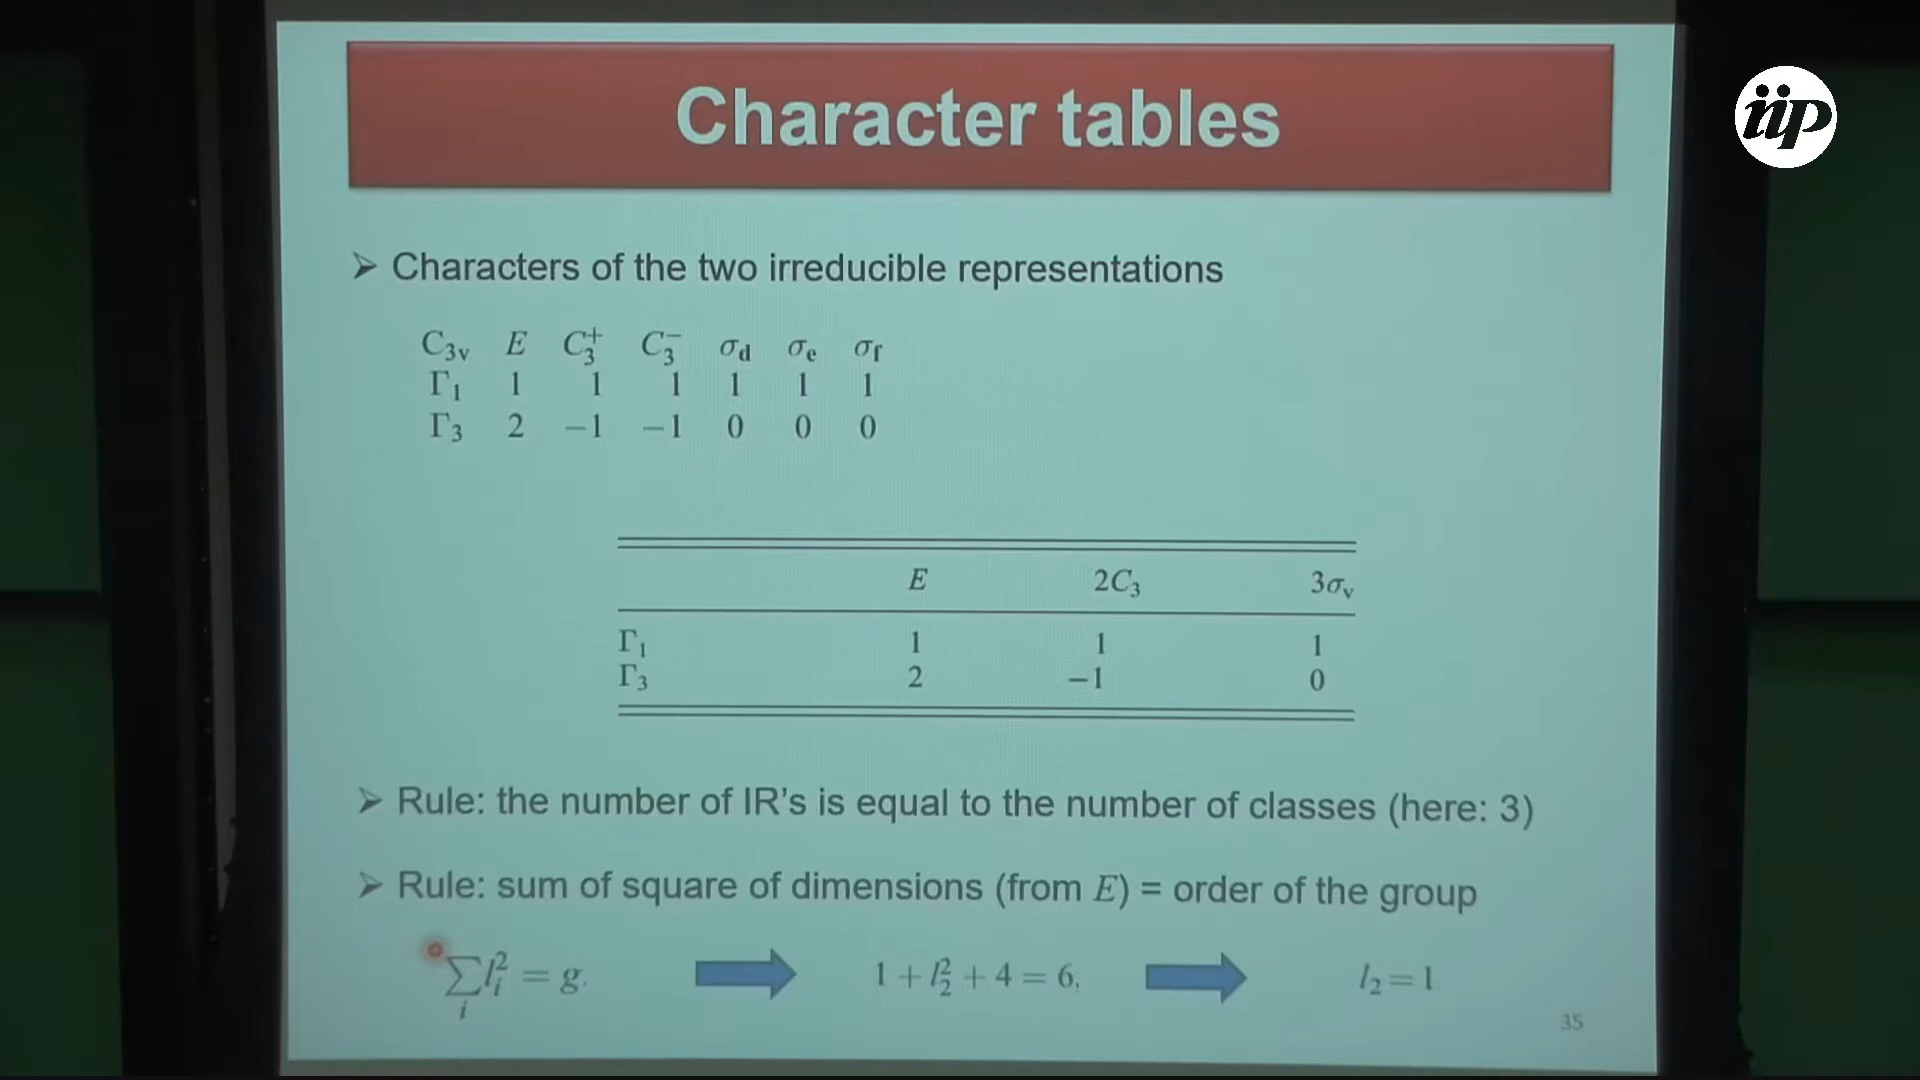 iip
Character tables
➢ Characters of the two irreducible representations
C₃ᵥ E C₃⁺ C₃⁻ σ_d σ_e σ_f
Γ₁ 1 1 1 1 1 1
Γ₃ 2 −1 −1 0 0 0
E 2C₃ 3σᵥ
Γ₁ 1 1 1
Γ₃ 2 −1 0
➢ Rule: the number of IR's is equal to the number of classes (here: 3)
➢ Rule: sum of square of dimensions (from E) = order of the group
∑ᵢ lᵢ² = g. 1 + l₂² + 4 = 6, l₂ = 1
35